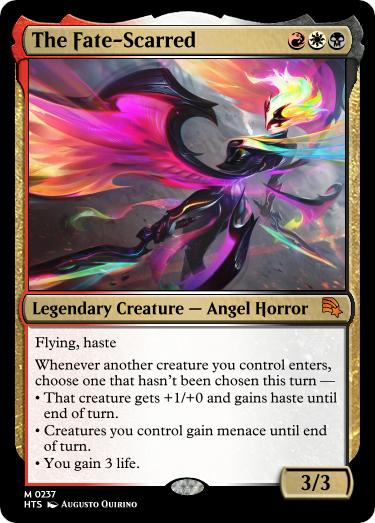 The Fate-Scarred
Legendary Creature — Angel Horror
Flying, haste
Whenever another creature you control enters,
choose one that hasn't been chosen this turn —
• That creature gets +1/+0 and gains haste until
end of turn.
• Creatures you control gain menace until end
of turn.
• You gain 3 life.
3/3
M 0237
HTS Augusto Quirino